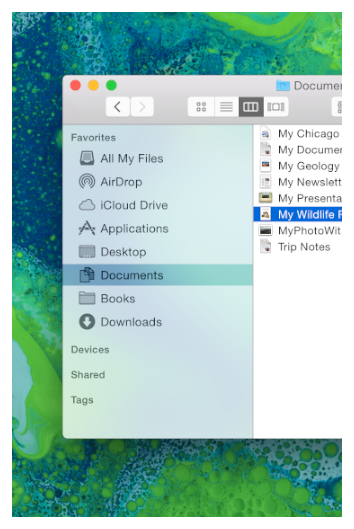 Documen
Favorites
All My Files
AirDrop
iCloud Drive
Applications
Desktop
Documents
Books
Downloads
Devices
Shared
Tags
My Chicago
My Documen
My Geology
My Newslett
My Presenta
My Wildlife F
MyPhotoWit
Trip Notes